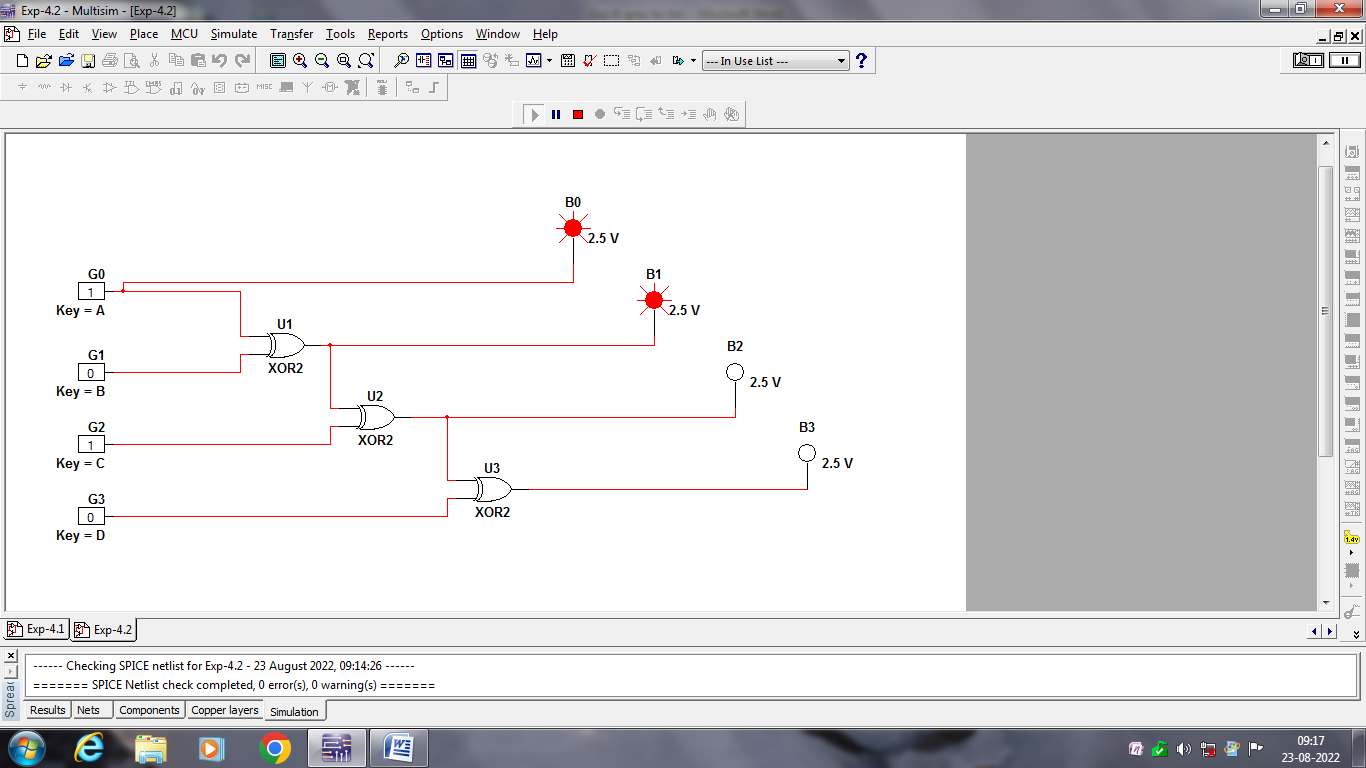 Exp-4.2 - Multisim - [Exp-4.2]
File Edit View Place MCU Simulate Transfer Tools Reports Options Window Help
--- In Use List --- ?
MISC
B0
2.5 V
G0
1
Key = A
B1
2.5 V
U1
XOR2
G1
0
Key = B
B2
2.5 V
U2
XOR2
G2
1
Key = C
B3
2.5 V
U3
XOR2
G3
0
Key = D
1.4v
Exp-4.1 Exp-4.2
------ Checking SPICE netlist for Exp-4.2 - 23 August 2022, 09:14:26 ------
======= SPICE Netlist check completed, 0 error(s), 0 warning(s) =======
Sprea
Results Nets Components Copper layers Simulation
09:17
23-08-2022